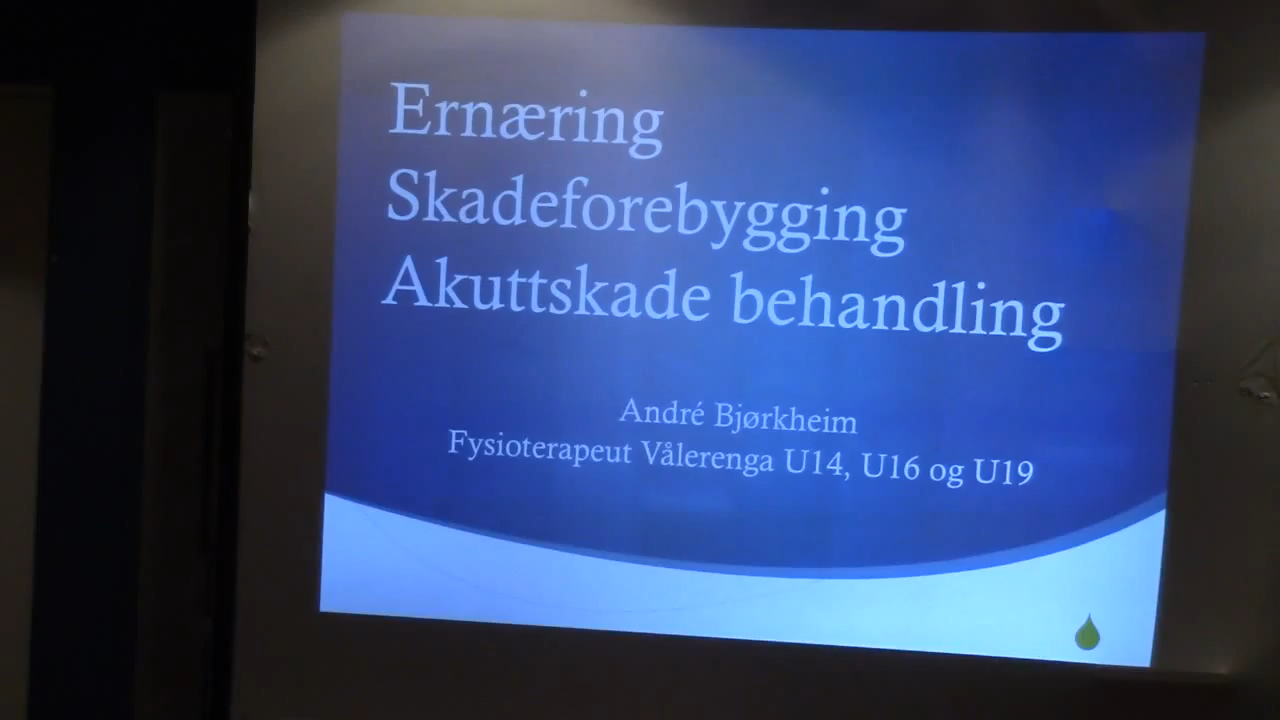 Ernæring
Skadeforebygging
Akuttskade behandling
André Bjørkheim
Fysioterapeut Vålerenga U14, U16 og U19